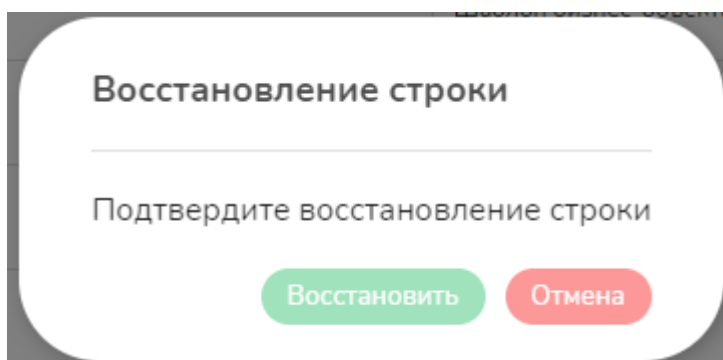 Восстановление строки
Подтвердите восстановление строки
Восстановить Отмена